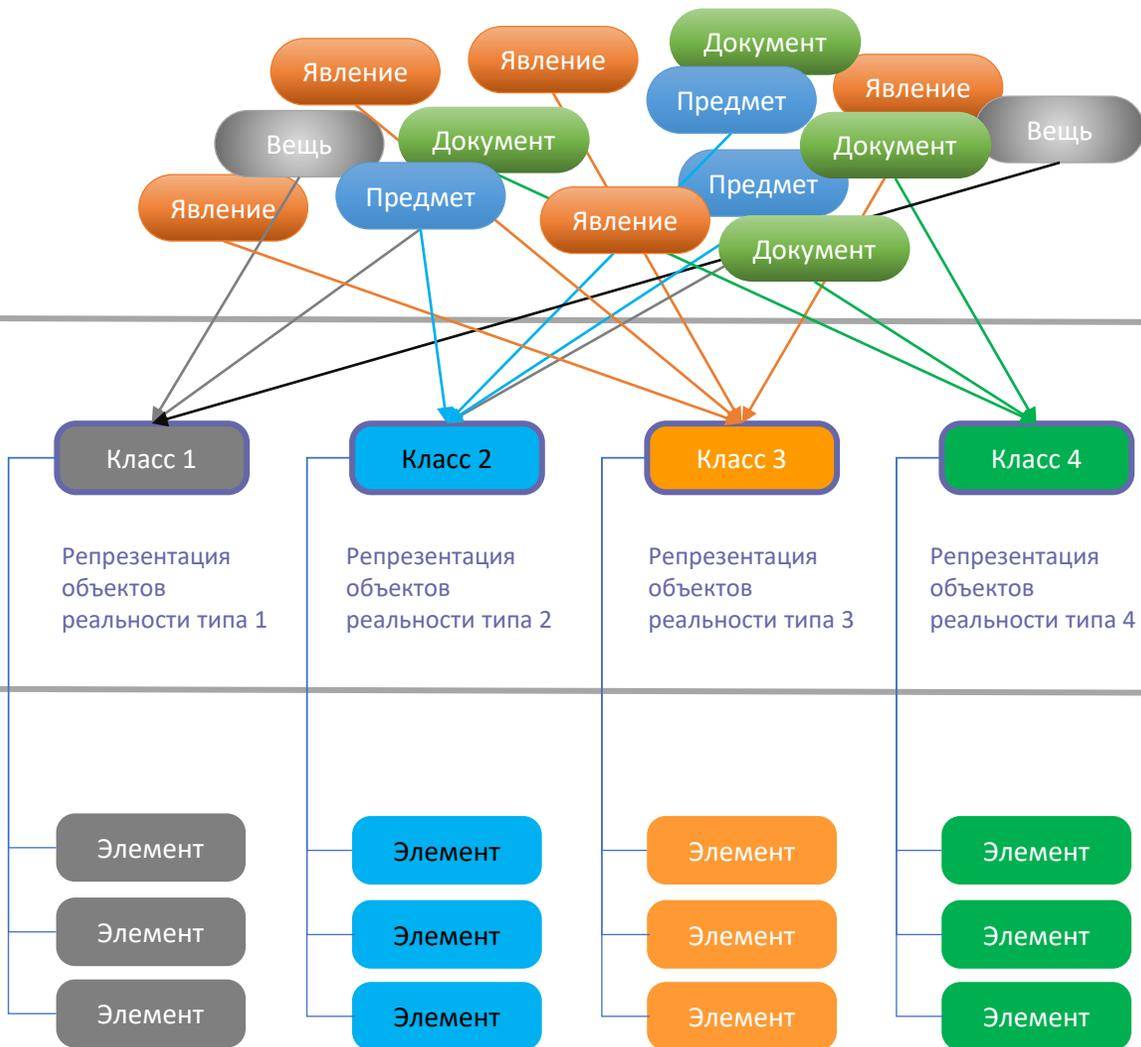 Документ
Явление
Явление
Явление
Предмет
Вещь
Документ
Вещь
Документ
Предмет
Предмет
Явление
Явление
Документ
Класс 1
Класс 2
Класс 3
Класс 4
Репрезентация
объектов
реальности типа 1
Репрезентация
объектов
реальности типа 2
Репрезентация
объектов
реальности типа 3
Репрезентация
объектов
реальности типа 4
Элемент
Элемент
Элемент
Элемент
Элемент
Элемент
Элемент
Элемент
Элемент
Элемент
Элемент
Элемент